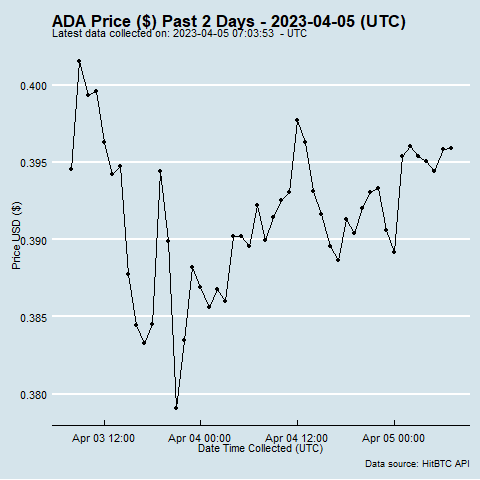 ADA Price ($) Past 2 Days - 2023-04-05 (UTC)
Latest data collected on: 2023-04-05 07:03:53 - UTC
0.400
0.395
0.390
0.385
0.380
Price USD ($)
Apr 03 12:00
Apr 04 00:00
Apr 04 12:00
Apr 05 00:00
Date Time Collected (UTC)
Data source: HitBTC API